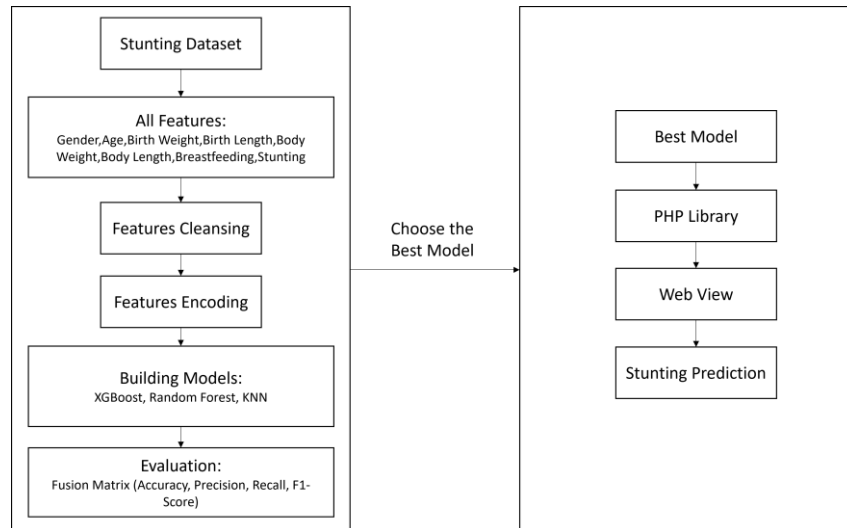 Stunting Dataset
All Features:
Gender,Age,Birth Weight,Birth Length,Body
Weight,Body Length,Breastfeeding,Stunting
Features Cleansing
Features Encoding
Building Models:
XGBoost, Random Forest, KNN
Evaluation:
Fusion Matrix (Accuracy, Precision, Recall, F1-
Score)
Choose the
Best Model
Best Model
PHP Library
Web View
Stunting Prediction